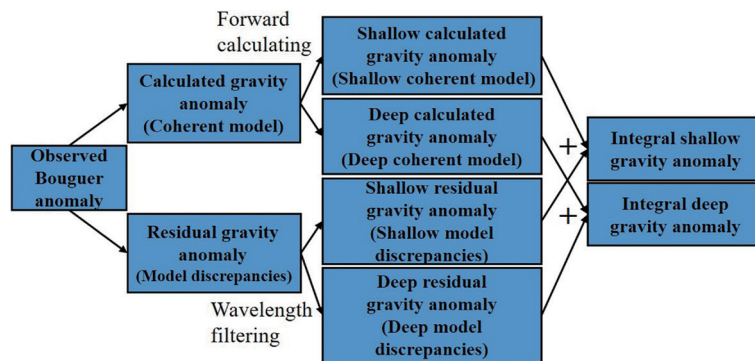 Forward
calculating
Shallow calculated
gravity anomaly
(Shallow coherent model)
Calculated gravity
anomaly
(Coherent model)
Deep calculated
gravity anomaly
(Deep coherent model)
+
Integral shallow
gravity anomaly
Observed
Bouguer
anomaly
Shallow residual
gravity anomaly
(Shallow model
discrepancies)
+
Integral deep
gravity anomaly
Residual gravity
anomaly
(Model discrepancies)
Wavelength
filtering
Deep residual
gravity anomaly
(Deep model
discrepancies)